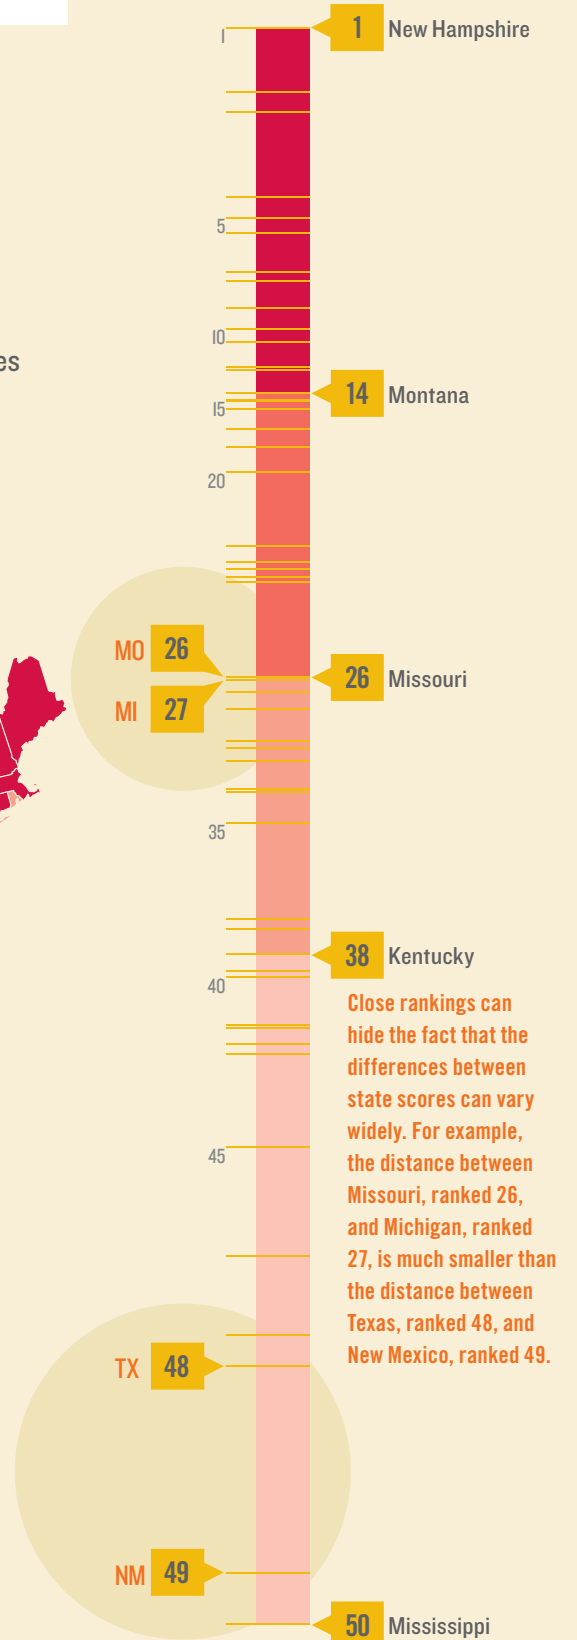 1
1 New Hampshire
5
es
10
14 Montana
15
20
MO 26
26 Missouri
MI 27
35
38 Kentucky
40
Close rankings can
hide the fact that the
differences between
state scores can vary
widely. For example,
the distance between
Missouri, ranked 26,
and Michigan, ranked
27, is much smaller than
the distance between
Texas, ranked 48, and
New Mexico, ranked 49.
45
TX 48
NM 49
50 Mississippi